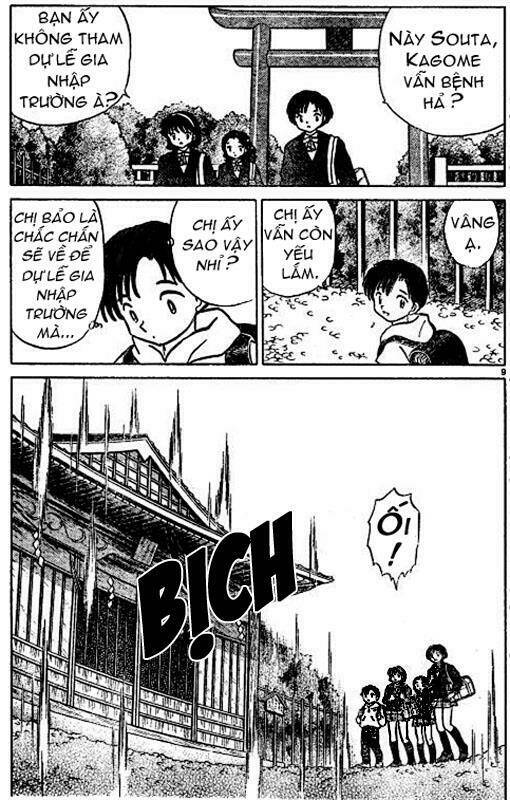 NÀY SOUTA,
KAGOME
VẪN BỆNH
HẢ?
BẠN ẤY
KHÔNG THAM
DỰ LỄ GIA
NHẬP
TRƯỜNG À?
VÂNG
Ạ.
CHỊ ẤY
VẪN CÒN
YẾU
LẮM.
CHỊ ẤY
SAO VẬY
NHỈ?
CHỊ BẢO LÀ
CHẮC CHẮN
SẼ VỀ ĐỂ
DỰ LỄ GIA
NHẬP
TRƯỜNG
MÀ...
9
ỐI
!
BỊCH